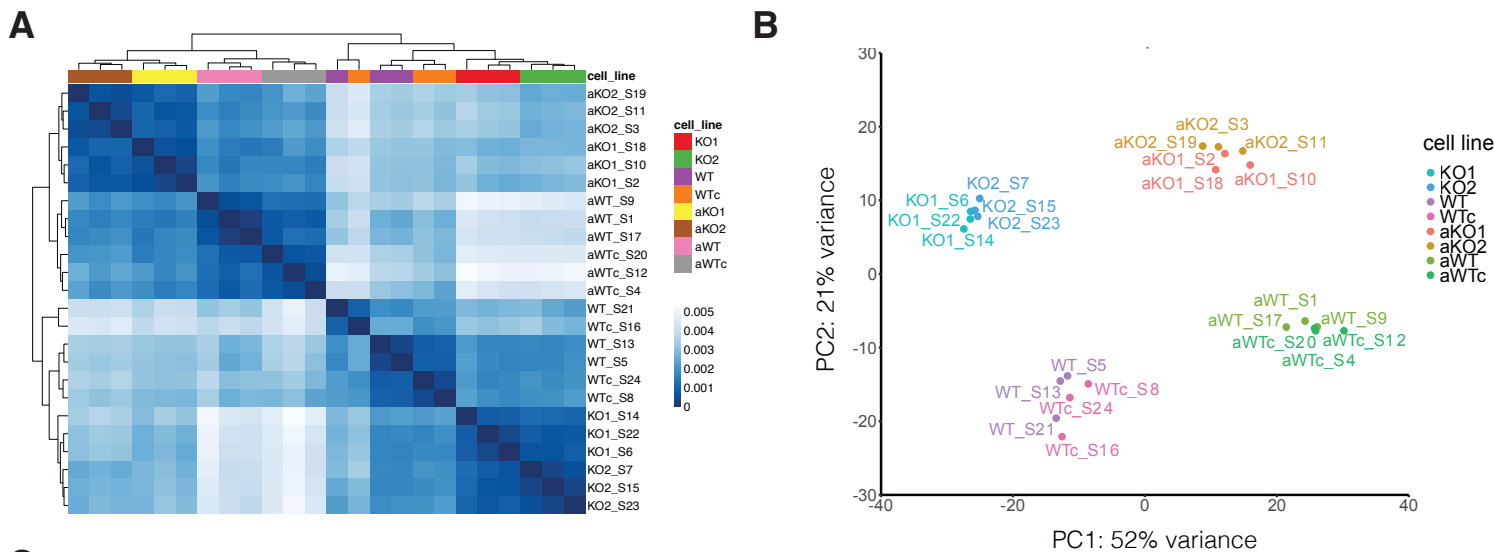 A
cell_line
aKO2_S19
aKO2_S11
aKO2_S3
aKO1_S18
aKO1_S10
aKO1_S2
aWT_S9
aWT_S1
aWT_S17
aWTc_S20
aWTc_S12
aWTc_S4
WT_S21
WTc_S16
WT_S13
WT_S5
WTc_S24
WTc_S8
KO1_S14
KO1_S22
KO1_S6
KO2_S7
KO2_S15
KO2_S23
cell_line
KO1
KO2
WT
WTc
aKO1
aKO2
aWT
aWTc
0.005
0.004
0.003
0.002
0.001
0
B
PC2: 21% variance
30
20
10
0
-10
-20
-30
-40
-20
0
20
40
PC1: 52% variance
aKO2_S3
aKO2_S19
aKO2_S11
aKO1_S2
aKO1_S18
aKO1_S10
KO2_S7
KO1_S6
KO2_S15
KO1_S22
KO2_S23
KO1_S14
aWT_S1
aWT_S17
aWT_S9
aWTc_S20
aWTc_S12
aWTc_S4
WT_S5
WT_S13
WTc_S8
WTc_S24
WT_S21
WTc_S16
cell line
KO1
KO2
WT
WTc
aKO1
aKO2
aWT
aWTc